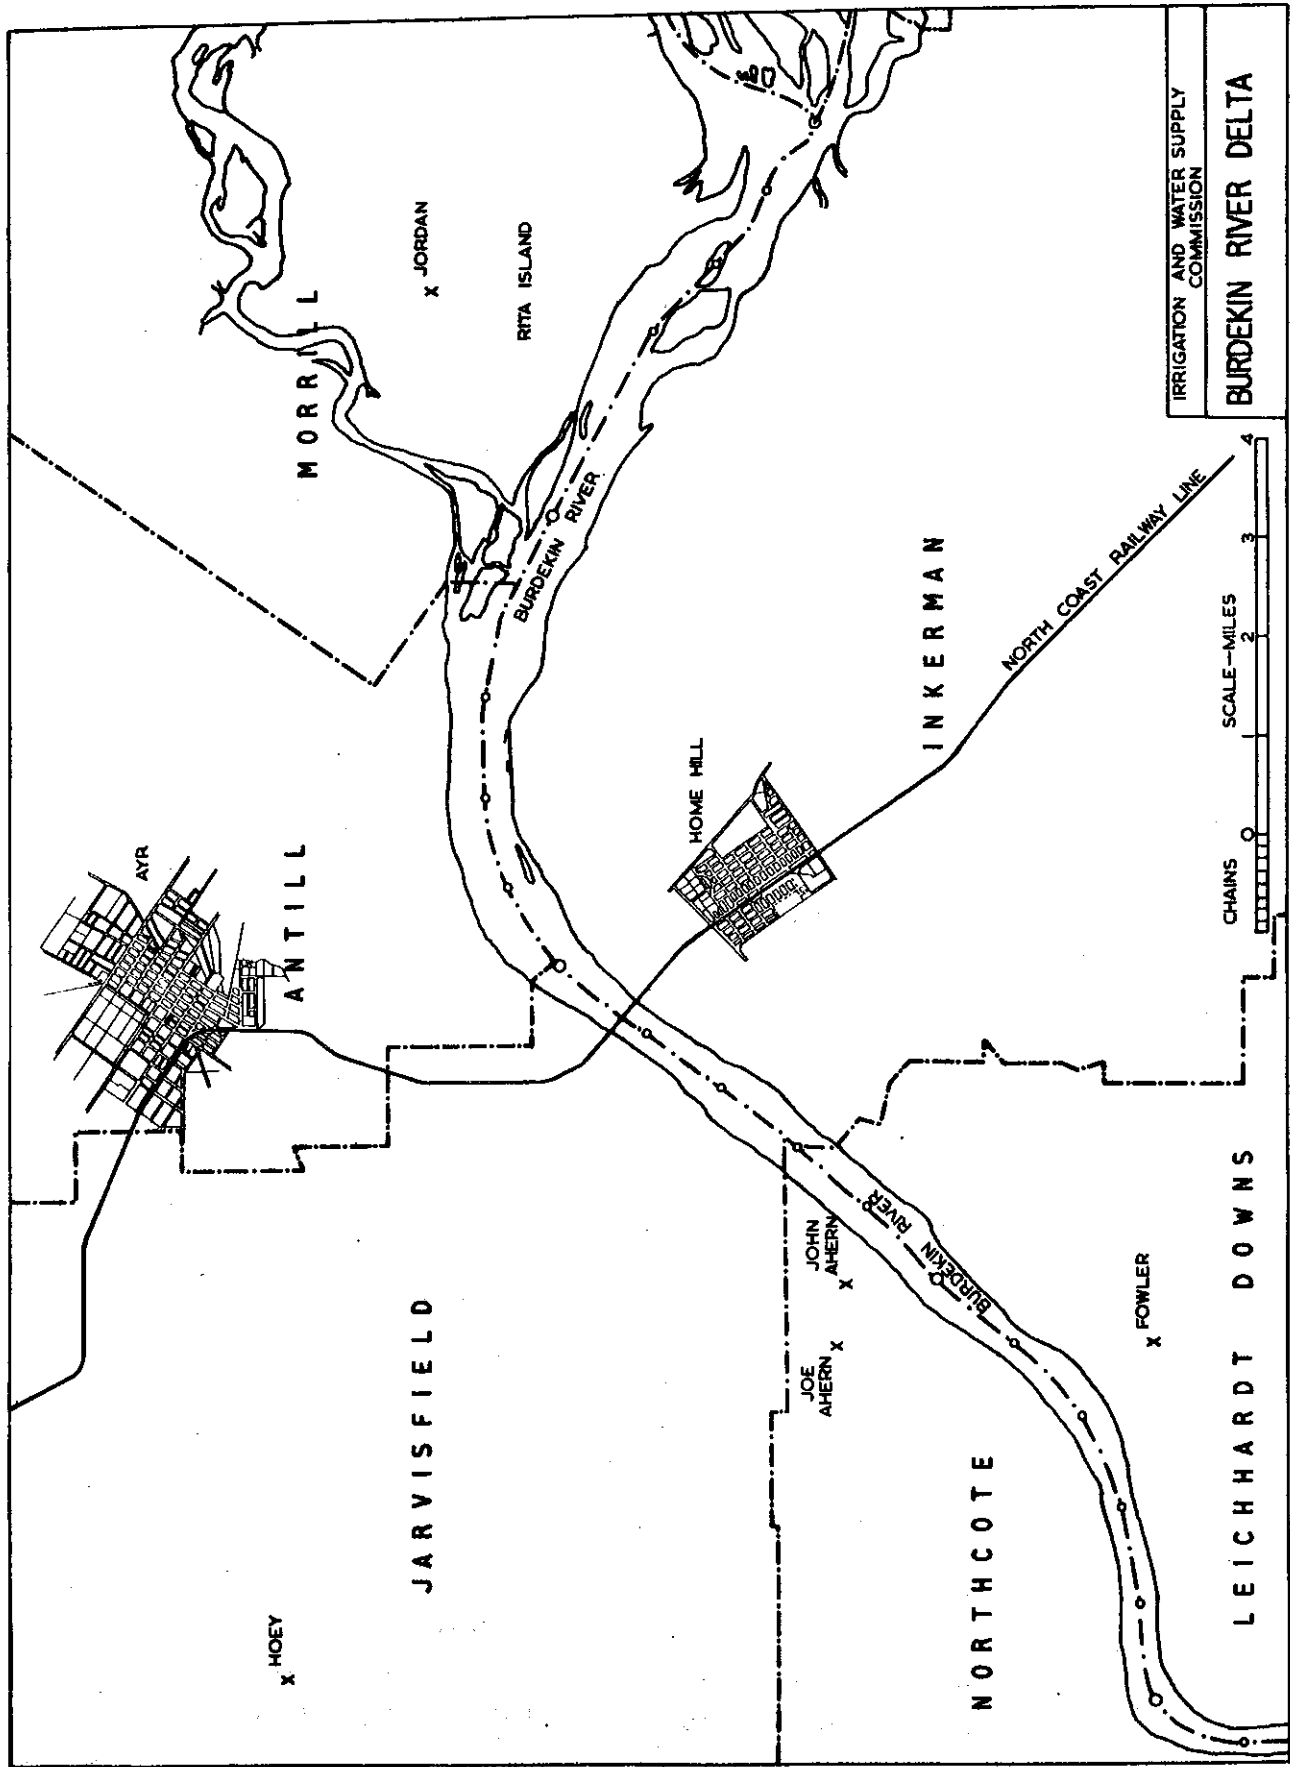 AYR
ANTILL
MORRILL
X JORDAN
RITA ISLAND
X HOEY
JARVISFIELD
BURDEKIN RIVER
HOME HILL
INKERMAN
NORTH COAST RAILWAY LINE
JOE
AHERN X
JOHN
AHERN X
BURDEKIN RIVER
NORTHCOTE
X FOWLER
LEICHHARDT DOWNS
CHAINS SCALE-MILES
0 1 2 3 4
IRRIGATION AND WATER SUPPLY
COMMISSION
BURDEKIN RIVER DELTA